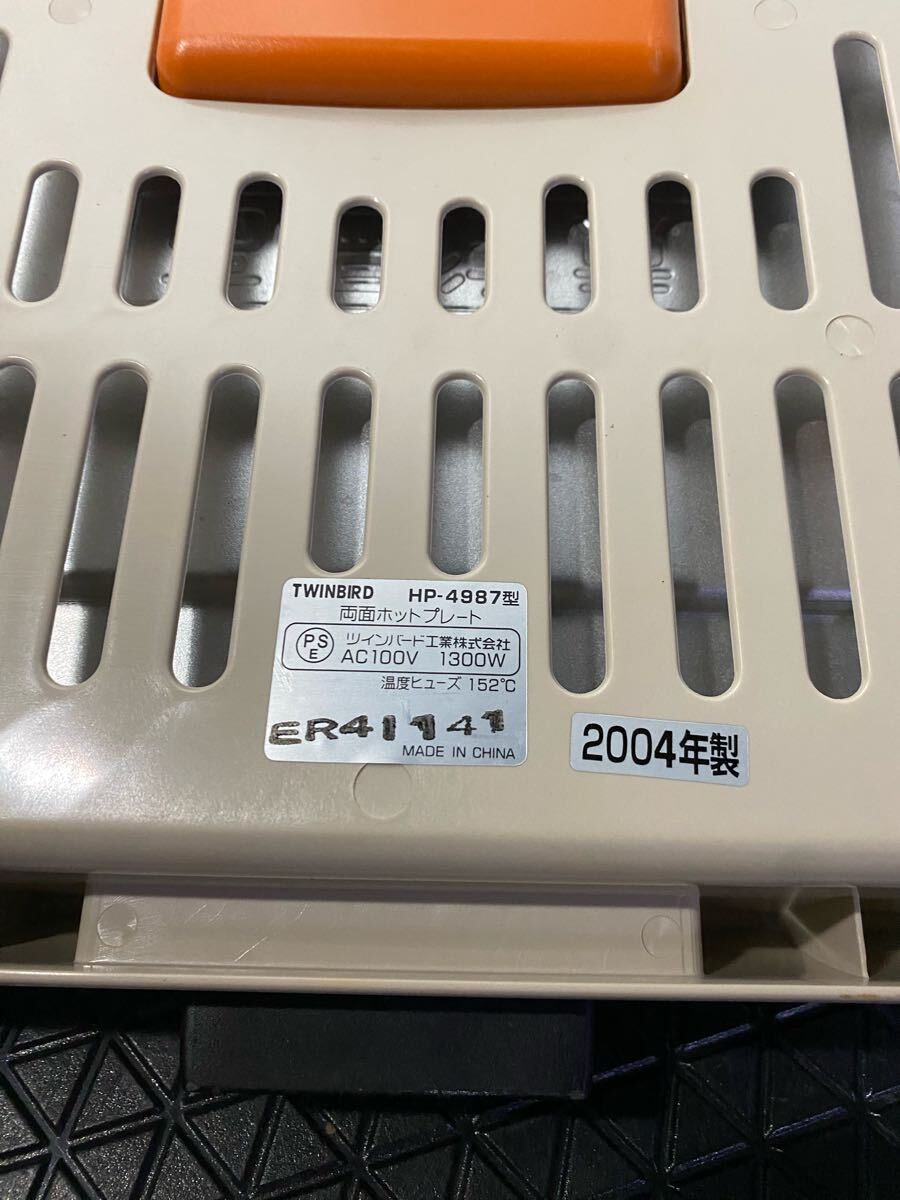 TWINBIRD HP-4987型
両面ホットプレート
PSE ツインバード工業株式会社
AC100V 1300W
温度ヒューズ 152℃
ER41141
MADE IN CHINA
2004年製